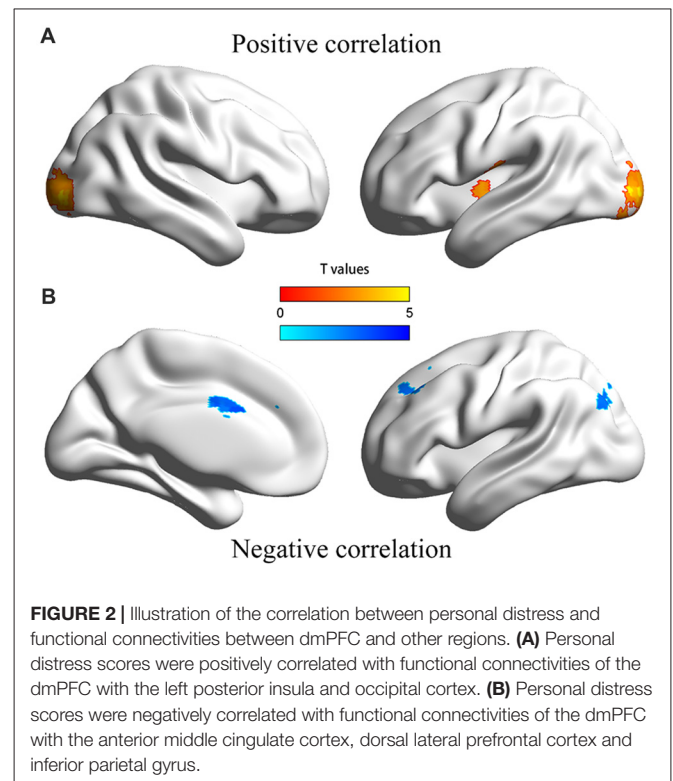 A
Positive correlation
T values
0 5
B
Negative correlation
FIGURE 2 | Illustration of the correlation between personal distress and
functional connectivities between dmPFC and other regions. (A) Personal
distress scores were positively correlated with functional connectivities of the
dmPFC with the left posterior insula and occipital cortex. (B) Personal distress
scores were negatively correlated with functional connectivities of the dmPFC
with the anterior middle cingulate cortex, dorsal lateral prefrontal cortex and
inferior parietal gyrus.